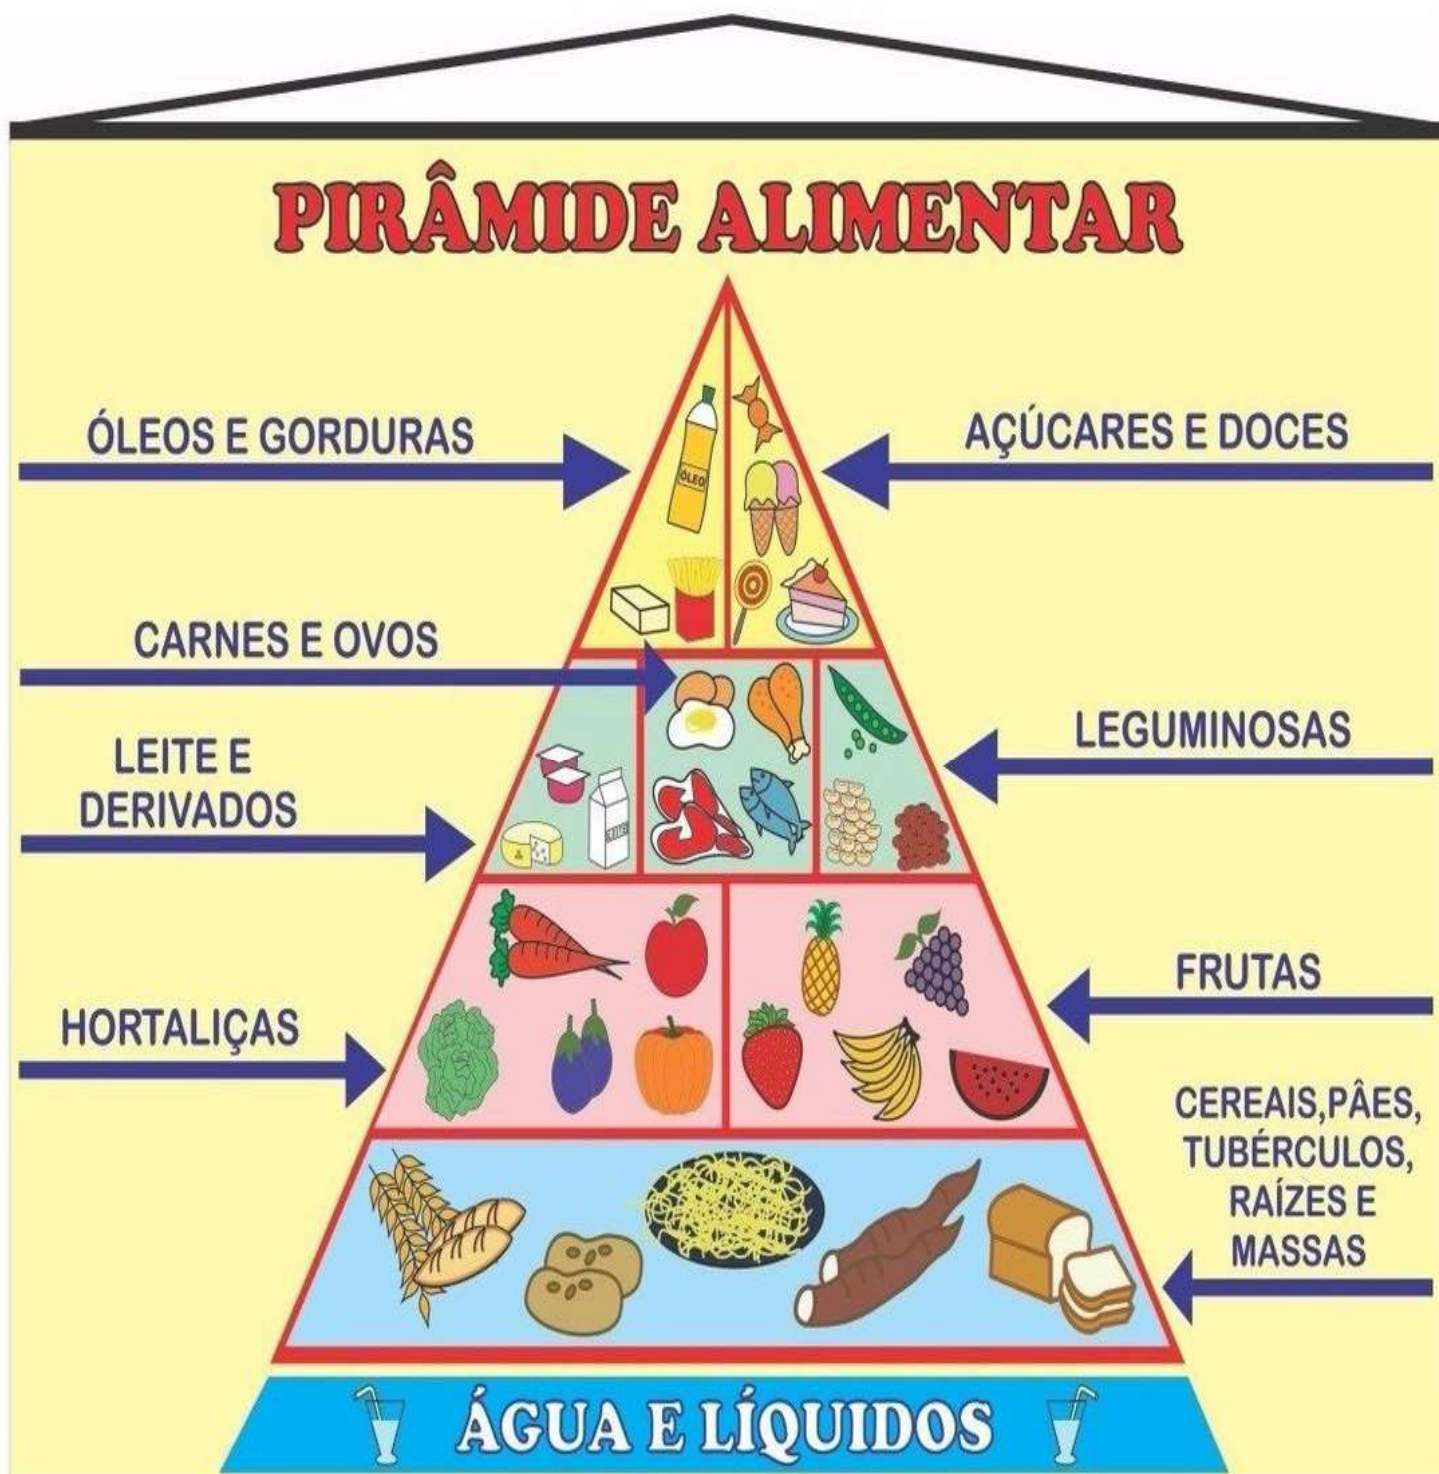 PIRÂMIDE ALIMENTAR
ÓLEOS E GORDURAS
AÇÚCARES E DOCES
ÓLEO
CARNES E OVOS
LEITE E
DERIVADOS
LEGUMINOSAS
HORTALIÇAS
FRUTAS
CEREAIS,PÂES,
TUBÉRCULOS,
RAÍZES E
MASSAS
ÁGUA E LÍQUIDOS